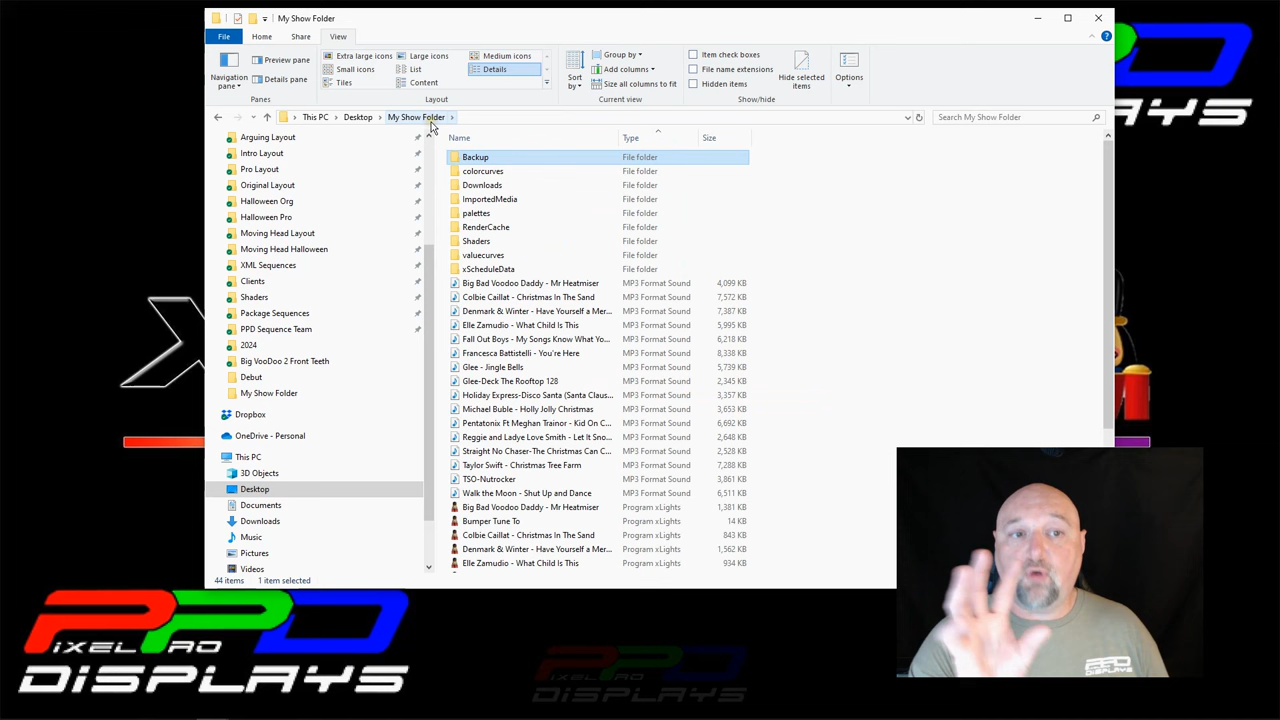 My Show Folder
File Home Share View
Navigation pane
Preview pane
Details pane
Panes
Extra large icons Large icons Medium icons
Small icons List Details
Tiles Content
Layout
Sort by
Group by
Add columns
Size all columns to fit
Current view
Item check boxes
File name extensions
Hidden items
Hide selected items
Show/hide
Options
This PC Desktop My Show Folder
Search My Show Folder
Arguing Layout
Intro Layout
Pro Layout
Original Layout
Halloween Org
Halloween Pro
Moving Head Layout
Moving Head Halloween
XML Sequences
Clients
Shaders
Package Sequences
PPD Sequence Team
2024
Big VooDoo 2 Front Teeth
Debut
My Show Folder
Dropbox
OneDrive - Personal
This PC
3D Objects
Desktop
Documents
Downloads
Music
Pictures
Videos
Name Type Size
Backup File folder
colorcurves File folder
Downloads File folder
ImportedMedia File folder
palettes File folder
RenderCache File folder
Shaders File folder
valuecurves File folder
xScheduleData File folder
Big Bad Voodoo Daddy - Mr Heatmiser MP3 Format Sound 4,099 KB
Colbie Caillat - Christmas In The Sand MP3 Format Sound 7,572 KB
Denmark & Winter - Have Yourself a Mer... MP3 Format Sound 7,387 KB
Elle Zamudio - What Child Is This MP3 Format Sound 5,995 KB
Fall Out Boys - My Songs Know What Yo... MP3 Format Sound 6,218 KB
Francesca Battistelli - You're Here MP3 Format Sound 8,338 KB
Glee - Jingle Bells MP3 Format Sound 5,739 KB
Glee-Deck The Rooftop 128 MP3 Format Sound 2,345 KB
Holiday Express-Disco Santa (Santa Claus... MP3 Format Sound 3,357 KB
Michael Buble - Holly Jolly Christmas MP3 Format Sound 3,653 KB
Pentatonix Ft Meghan Trainor - Kid On C... MP3 Format Sound 6,692 KB
Reggie and Ladye Love Smith - Let It Sno... MP3 Format Sound 2,648 KB
Straight No Chaser-The Christmas Can C... MP3 Format Sound 2,528 KB
Taylor Swift - Christmas Tree Farm MP3 Format Sound 7,288 KB
TSO-Nutrocker MP3 Format Sound 3,861 KB
Walk the Moon - Shut Up and Dance MP3 Format Sound 6,511 KB
Big Bad Voodoo Daddy - Mr Heatmiser Program xLights 1,381 KB
Bumper Tune To Program xLights 14 KB
Colbie Caillat - Christmas In The Sand Program xLights 843 KB
Denmark & Winter - Have Yourself a Mer... Program xLights 1,562 KB
Elle Zamudio - What Child Is This Program xLights 934 KB
44 items 1 item selected
PIXEL PRO D
DISPLAYS
PPD
DISPLAYS